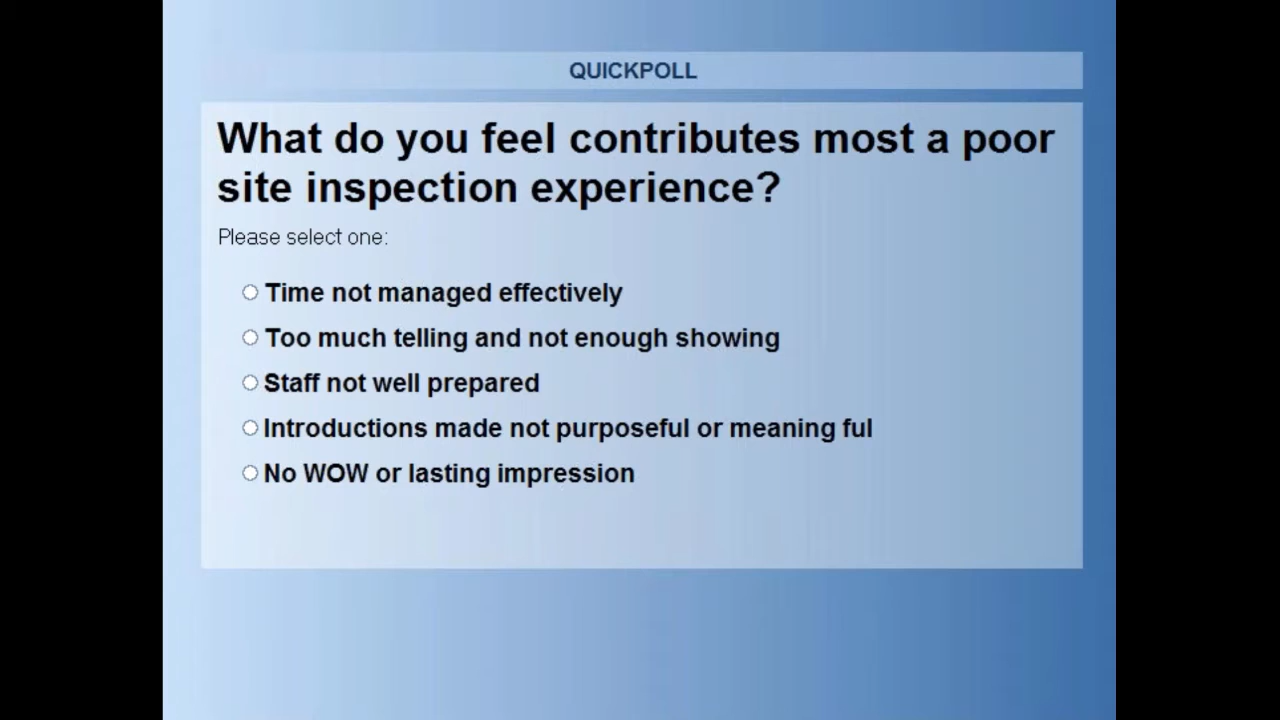 QUICKPOLL
What do you feel contributes most a poor
site inspection experience?
Please select one:
Time not managed effectively
Too much telling and not enough showing
Staff not well prepared
Introductions made not purposeful or meaning ful
No WOW or lasting impression